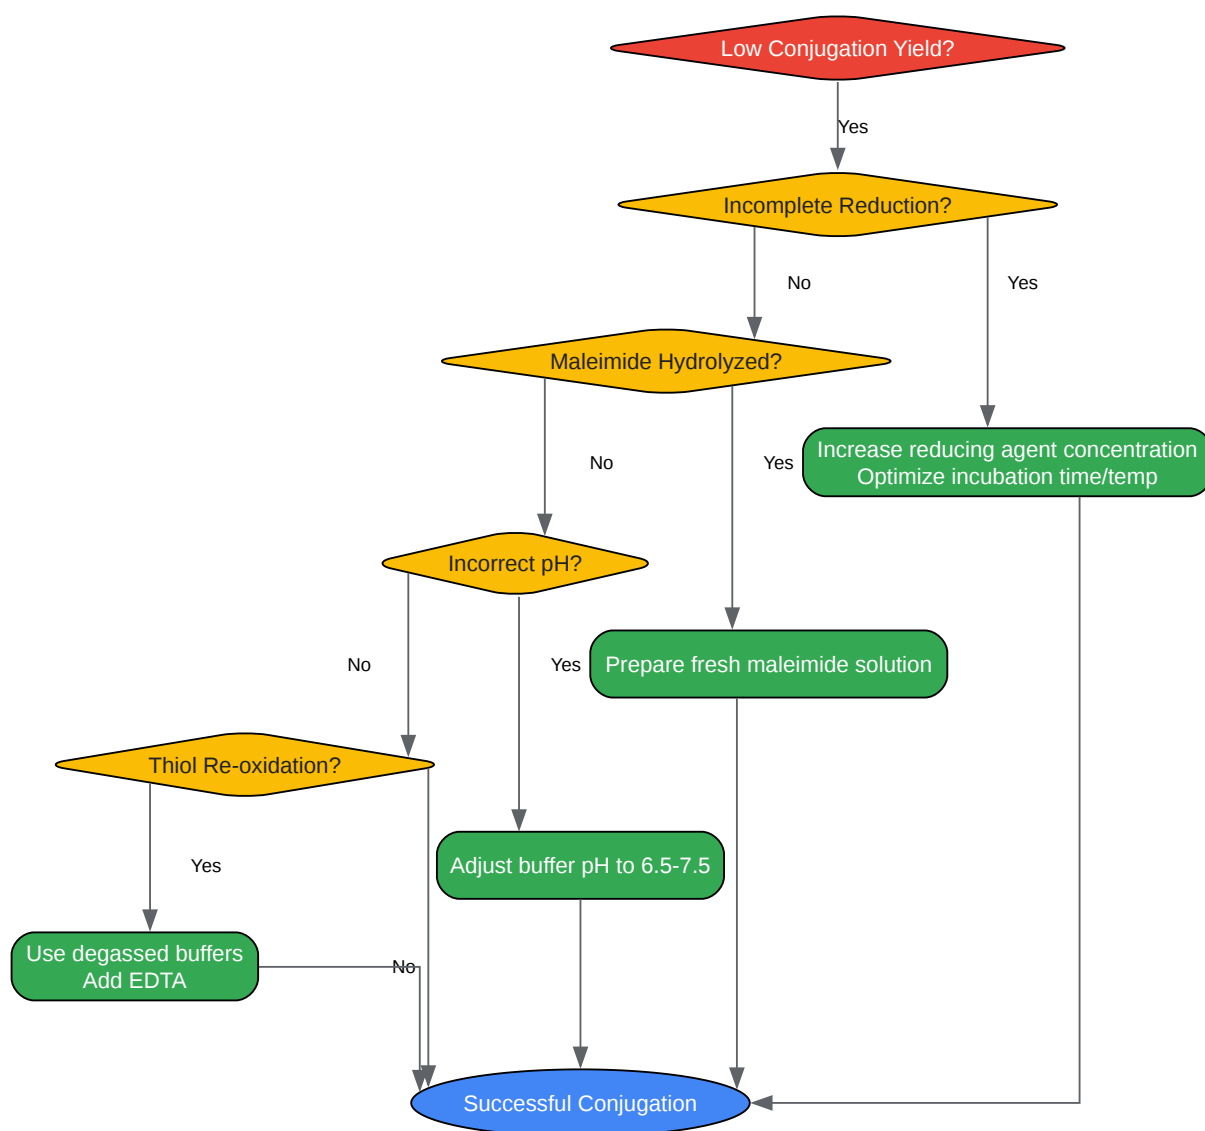 Low Conjugation Yield?
Yes
Incomplete Reduction?
No
Yes
Maleimide Hydrolyzed?
Increase reducing agent concentration
Optimize incubation time/temp
No
Yes
Incorrect pH?
No
Yes
Prepare fresh maleimide solution
Thiol Re-oxidation?
Yes
Adjust buffer pH to 6.5-7.5
Use degassed buffers
Add EDTA
No
Successful Conjugation